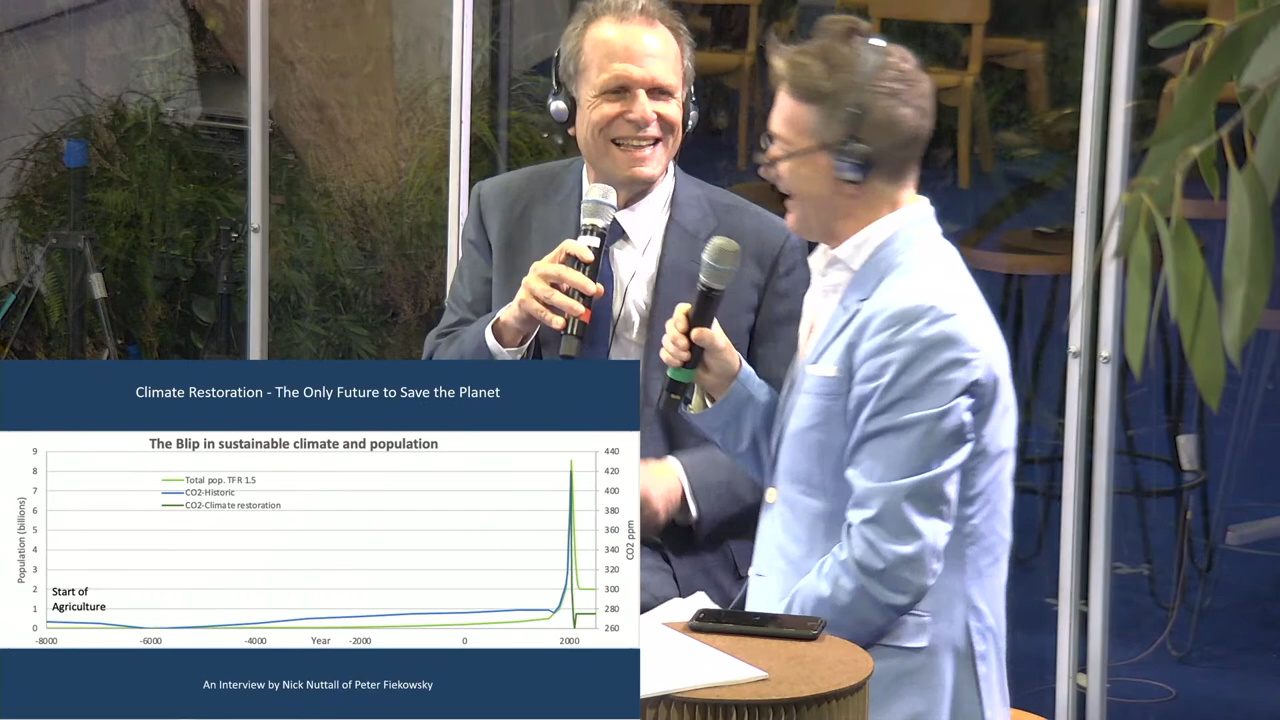 Climate Restoration - The Only Future to Save the Planet
The Blip in sustainable climate and population
9
8
7
6
5
4
3
2
1
0
Population (billions)
Total pop. TFR 1.5
CO2-Historic
CO2-Climate restoration
Start of
Agriculture
440
420
400
380
360
340
320
300
280
260
CO2 ppm
-8000 -6000 -4000 Year -2000 0 2000
An Interview by Nick Nuttall of Peter Fiekowsky